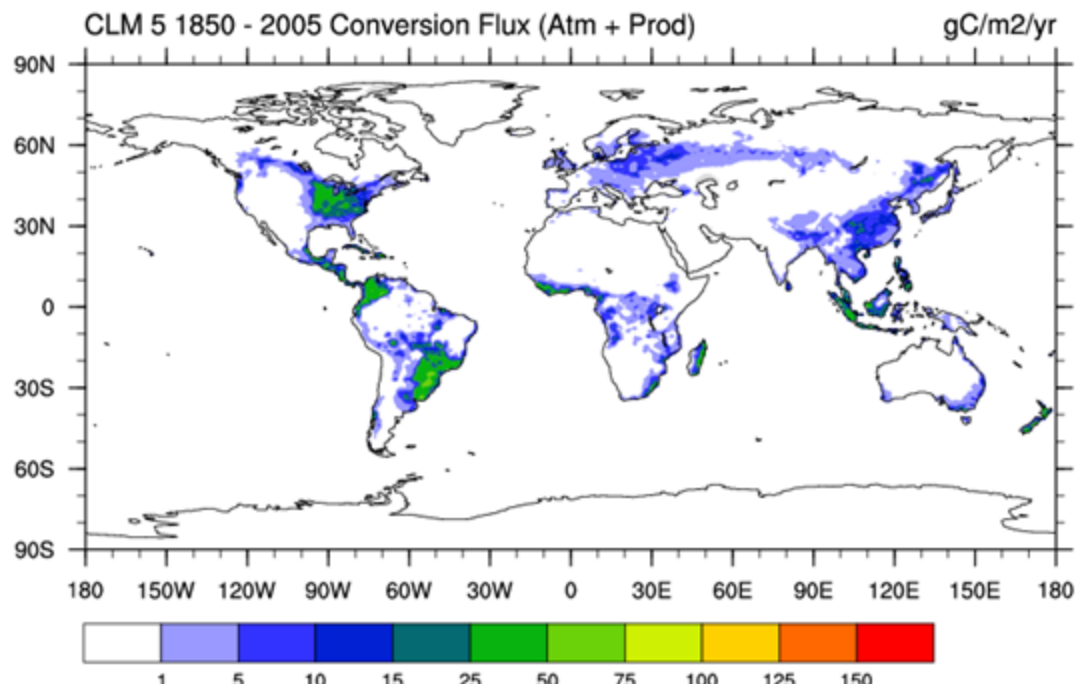 CLM 5 1850 - 2005 Conversion Flux (Atm + Prod) gC/m2/yr
90N
60N
30N
0
30S
60S
90S
180 150W 120W 90W 60W 30W 0 30E 60E 90E 120E 150E 180
1 5 10 15 25 50 75 100 125 150